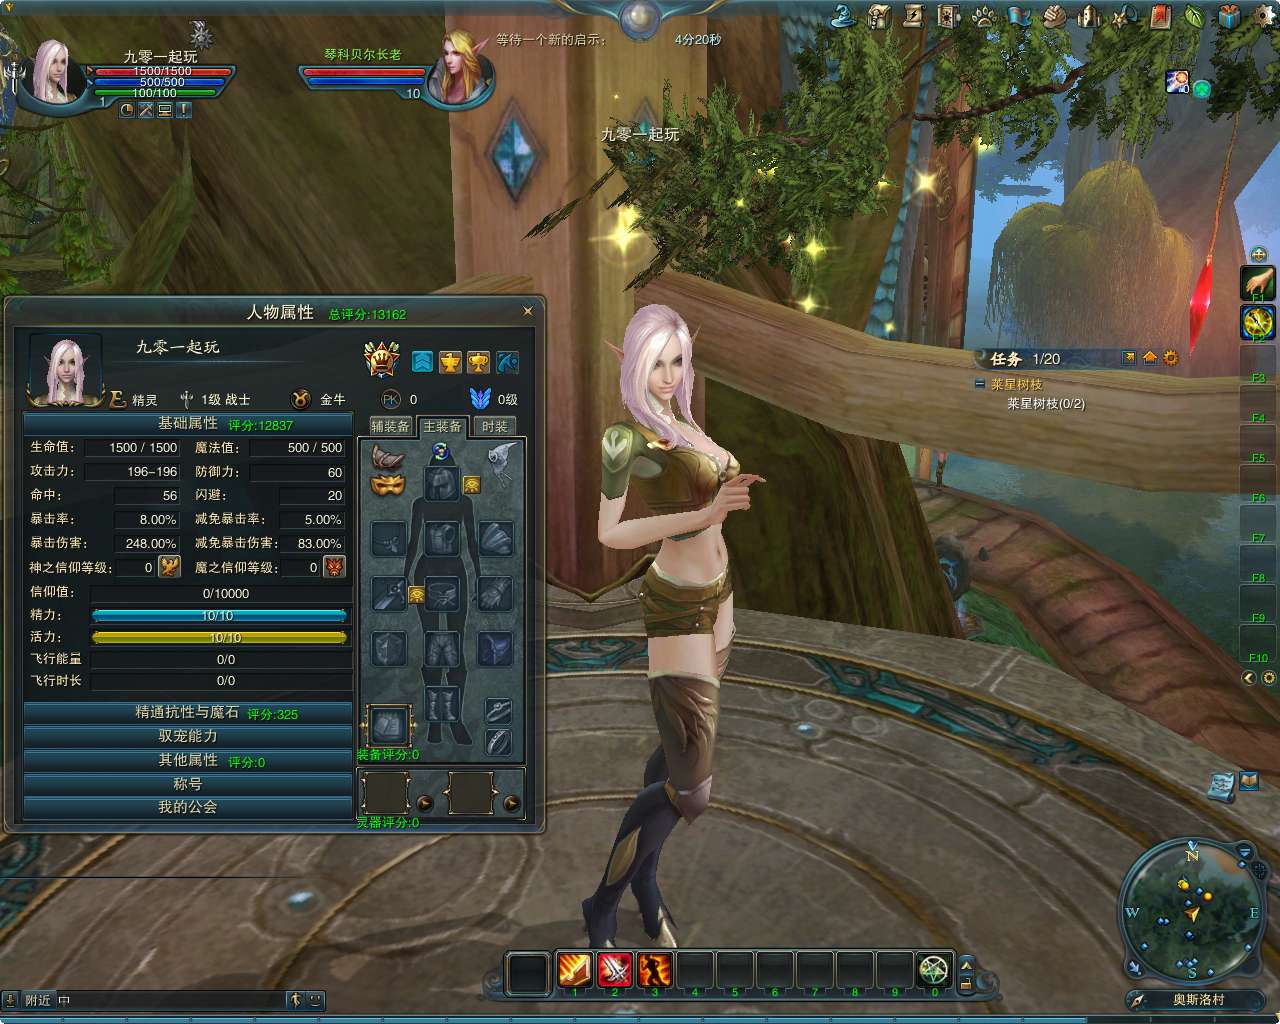 九零一起玩
1500/1500
500/500
100/100
1
琴科贝尔长老
10
等待一个新的启示:
4分20秒
九零一起玩
人物属性 总评分:13162
九零一起玩
精灵 1级 战士 金牛 PK 0 0级
基础属性 评分:12837
辅装备 主装备 时装
生命值: 1500 / 1500 魔法值: 500 / 500
攻击力: 196-196 防御力: 60
命中: 56 闪避: 20
暴击率: 8.00% 减免暴击率: 5.00%
暴击伤害: 248.00% 减免暴击伤害: 83.00%
神之信仰等级: 0 魔之信仰等级: 0
信仰值: 0/10000
精力: 10/10
活力: 10/10
飞行能量 0/0
飞行时长 0/0
精通抗性与魔石 评分:325
驭宠能力
其他属性 评分:0
称号
我的公会
装备评分:0
灵器评分:0
任务 1/20
莱星树枝
莱星树枝(0/2)
F1
F2
F3
F4
F5
F6
F7
F8
F9
F10
N
W E
S
奥斯洛村
1 2 3 4 5 6 7 8 9 0
附近 中